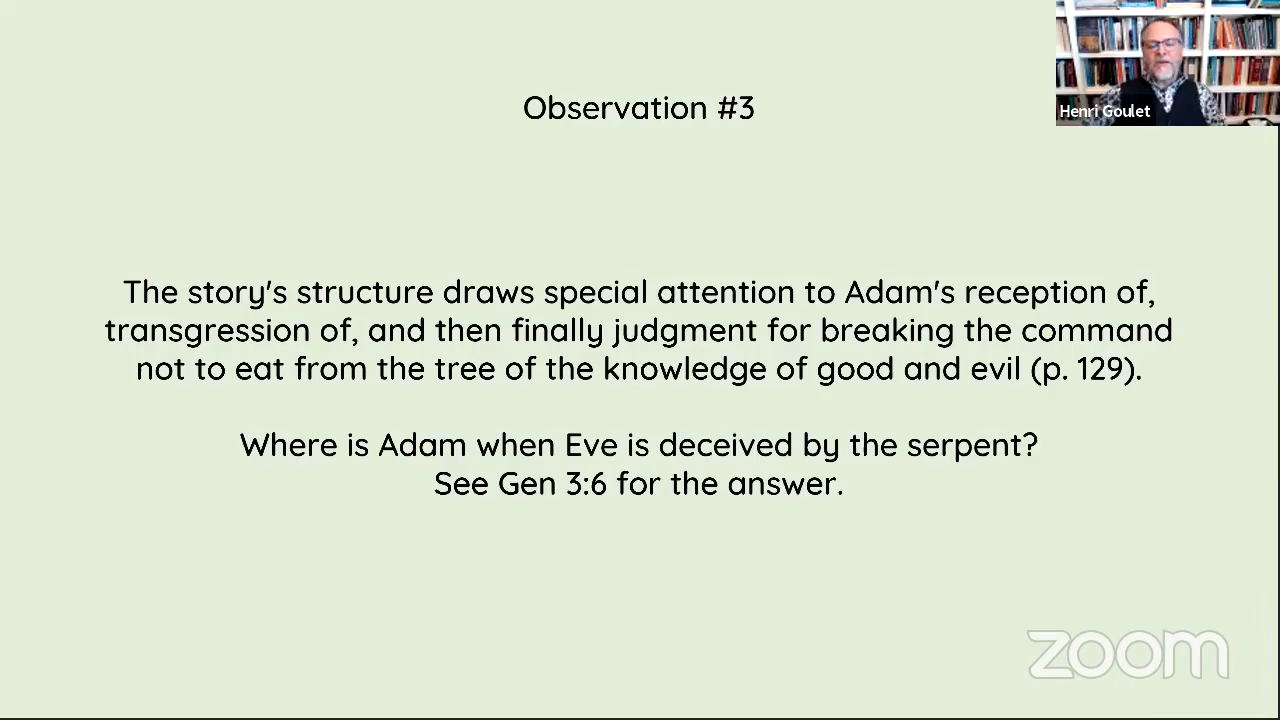 Observation #3
Henri Goulet
The story's structure draws special attention to Adam's reception of,
transgression of, and then finally judgment for breaking the command
not to eat from the tree of the knowledge of good and evil (p. 129).
Where is Adam when Eve is deceived by the serpent?
See Gen 3:6 for the answer.
zoom